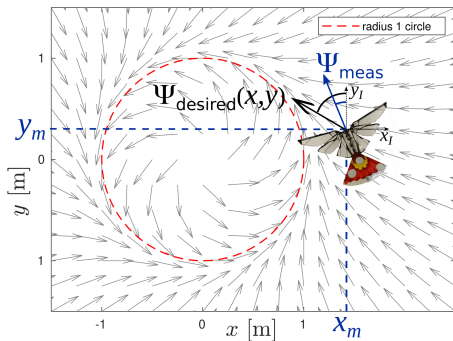 radius 1 circle
Ψmeas
Ψdesired(x,y)
yI
xI
ym
1
0
1
y [m]
-1
0
1
x [m]
xm